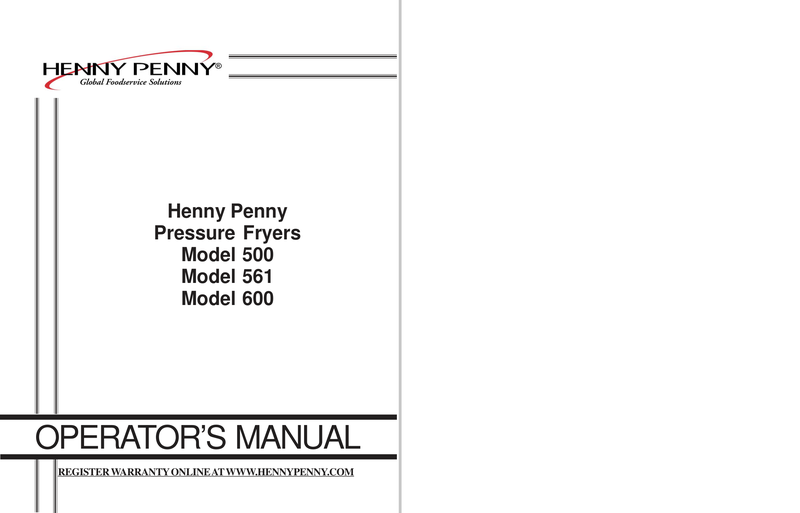 HENNY PENNY®
Global Foodservice Solutions
Henny Penny
Pressure Fryers
Model 500
Model 561
Model 600
OPERATOR'S MANUAL
REGISTER WARRANTY ONLINE AT WWW.HENNYPENNY.COM